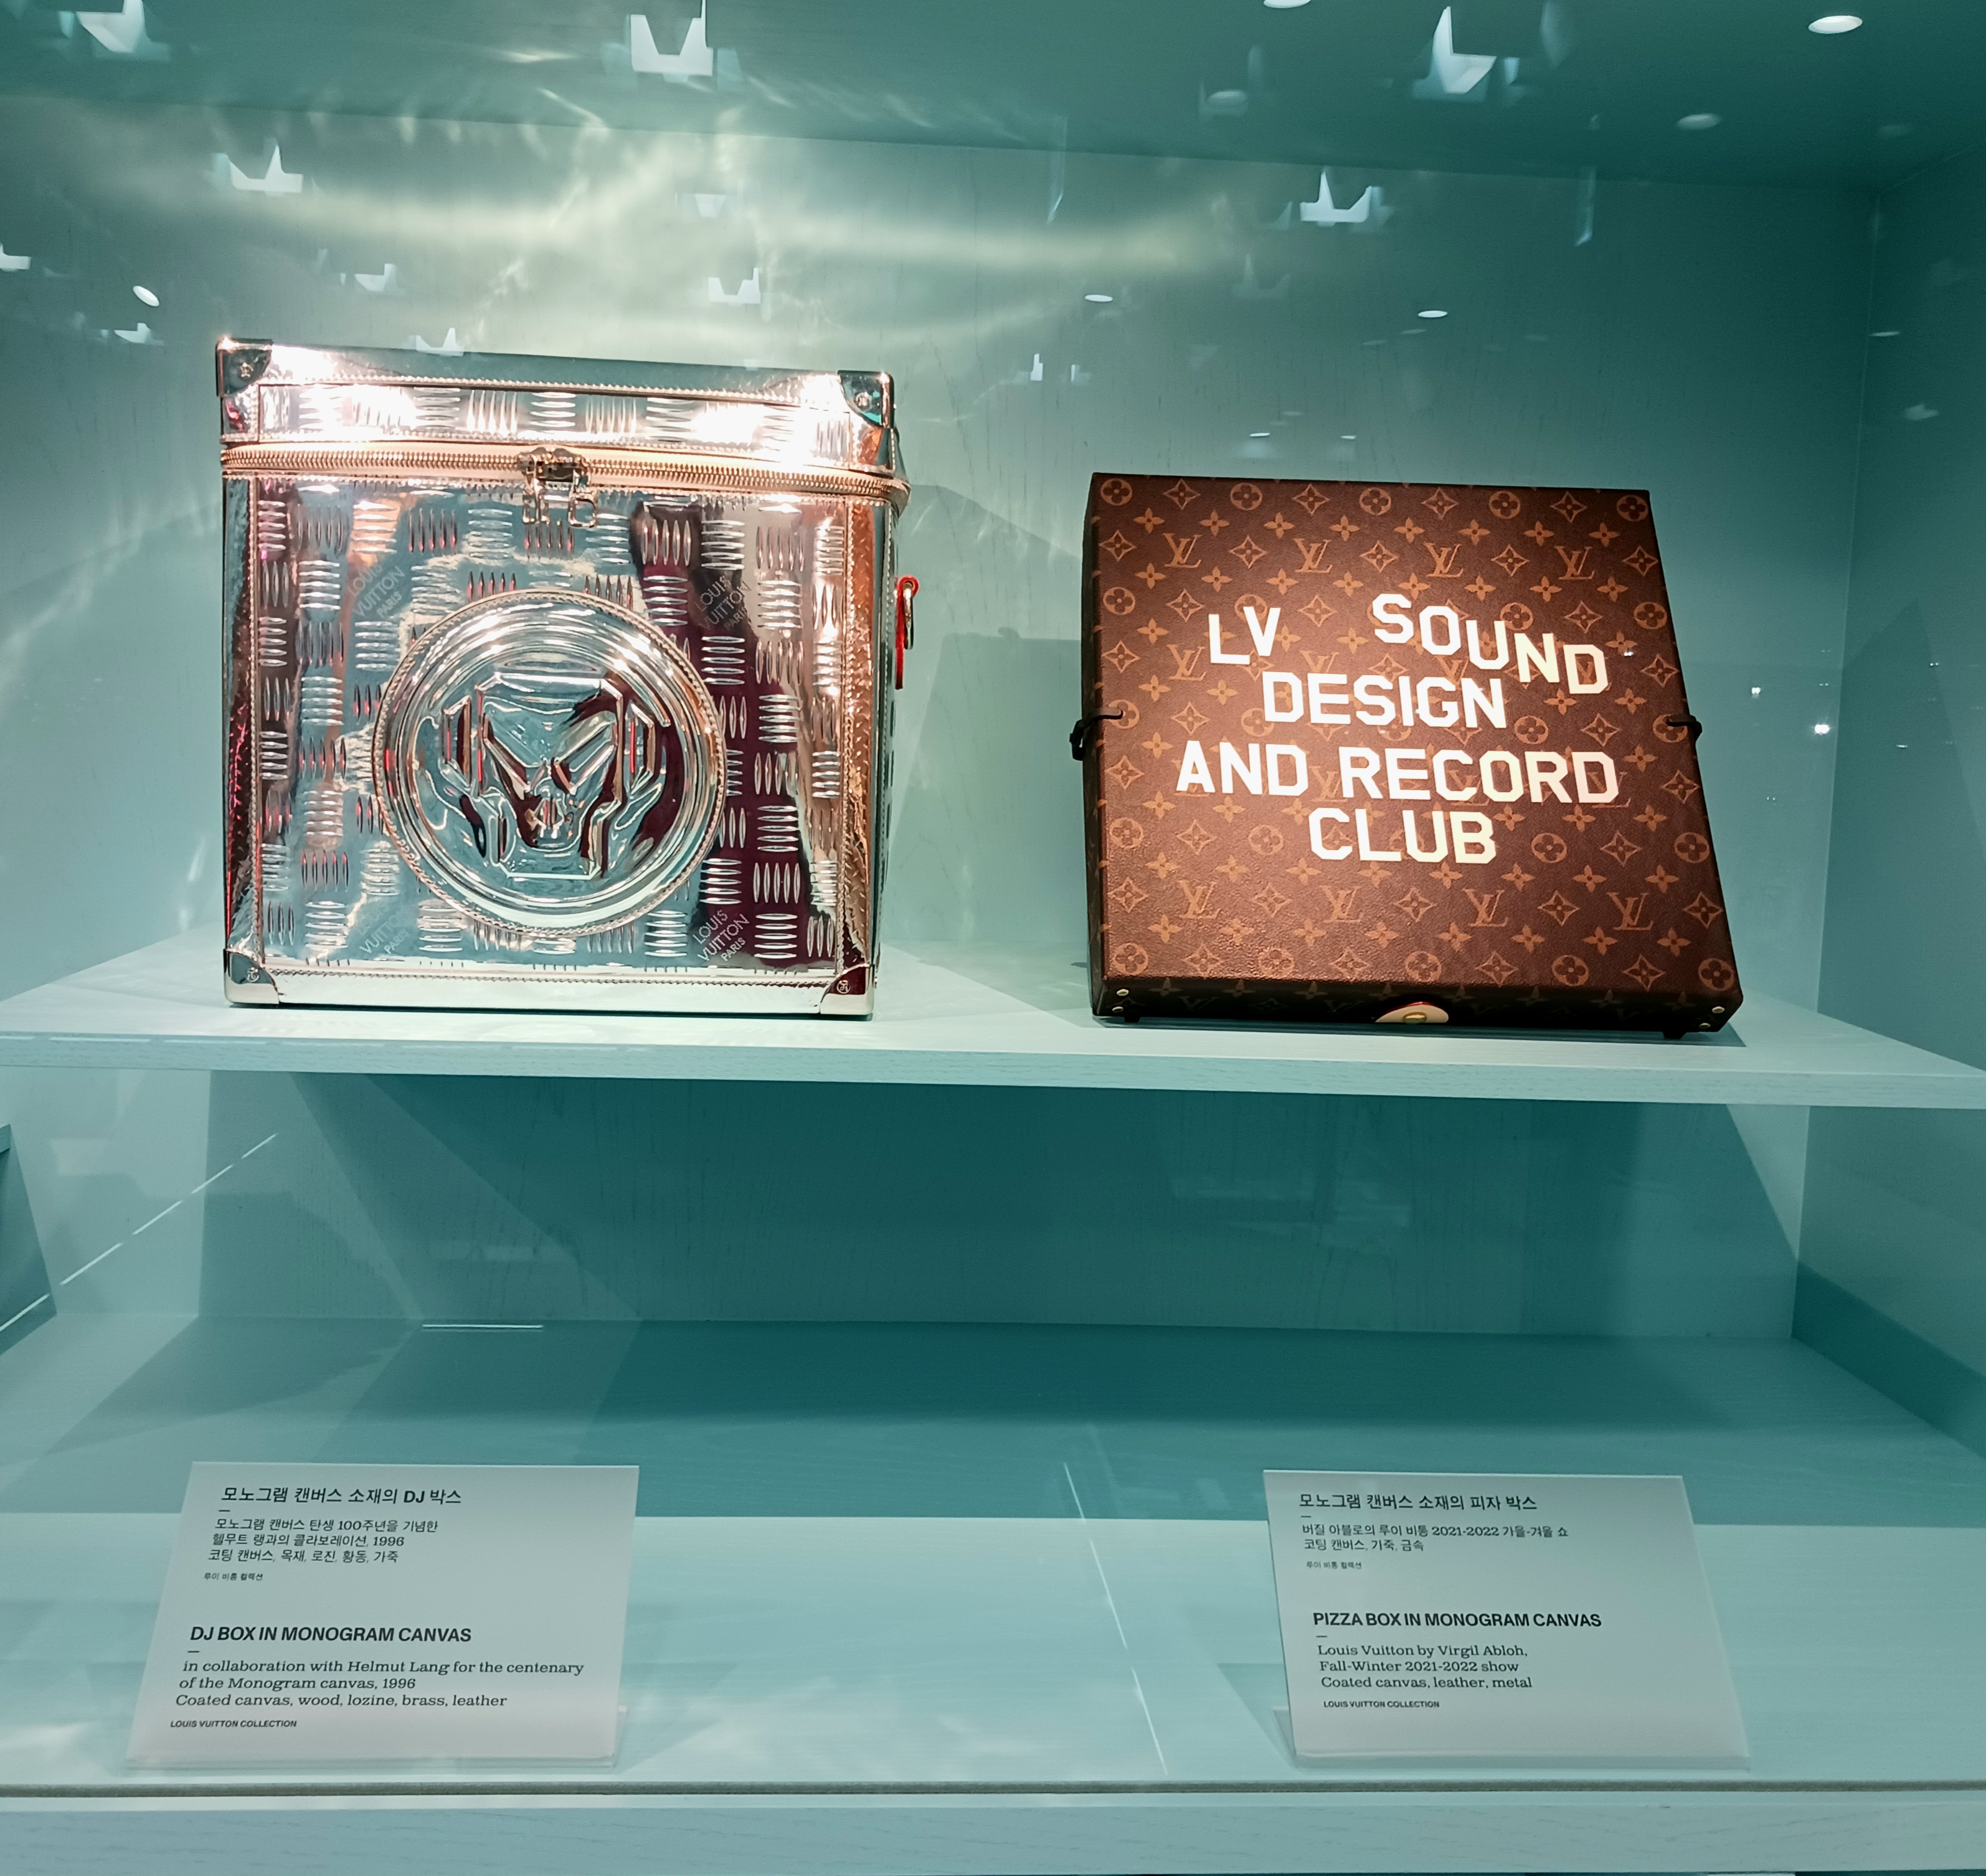 LOUIS
VUITTON
PARIS
LOUIS
VUITTON
PARIS
VUITTON
PARIS
LOUIS
VUITTON
PARIS
LV SOUND
DESIGN
AND RECORD
CLUB
모노그램 캔버스 소재의 DJ 박스
모노그램 캔버스 탄생 100주년을 기념한
헬무트 랭과의 콜라보레이션, 1996
코팅 캔버스, 목재, 로진, 황동, 가죽
루이 비통 컬렉션
DJ BOX IN MONOGRAM CANVAS
in collaboration with Helmut Lang for the centenary
of the Monogram canvas, 1996
Coated canvas, wood, lozine, brass, leather
LOUIS VUITTON COLLECTION
모노그램 캔버스 소재의 피자 박스
버질 아블로의 루이 비통 2021-2022 가을-겨울 쇼
코팅 캔버스, 가죽, 금속
루이 비통 컬렉션
PIZZA BOX IN MONOGRAM CANVAS
Louis Vuitton by Virgil Abloh,
Fall-Winter 2021-2022 show
Coated canvas, leather, metal
LOUIS VUITTON COLLECTION